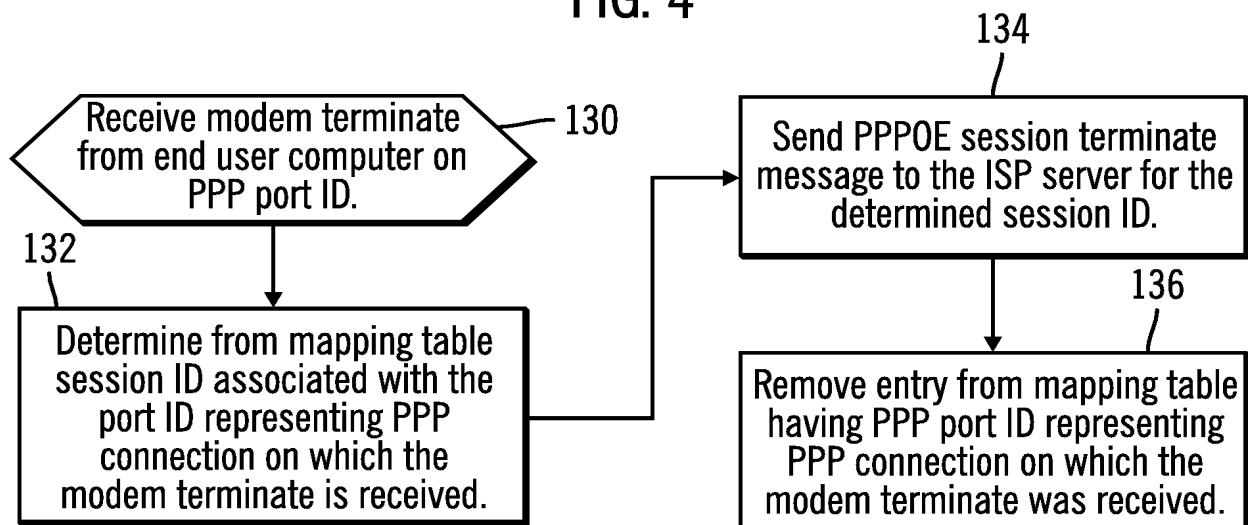 FIG. 4
Receive modem terminate
from end user computer on
PPP port ID.
130
132
Determine from mapping table
session ID associated with the
port ID representing PPP
connection on which the
modem terminate is received.
134
Send PPPOE session terminate
message to the ISP server for the
determined session ID.
136
Remove entry from mapping table
having PPP port ID representing
PPP connection on which the
modem terminate was received.